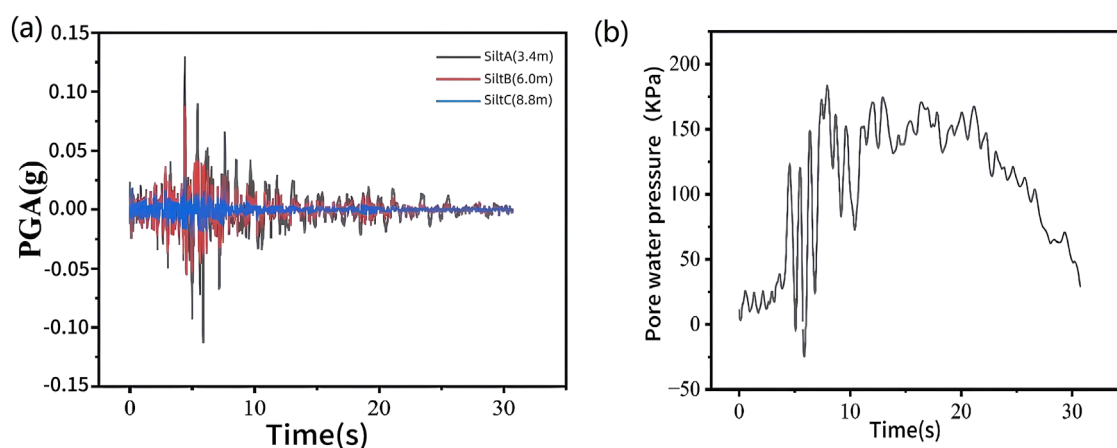 (a)
0.15
0.10
0.05
0.00
-0.05
-0.10
-0.15
PGA(g)
SiltA(3.4m)
SiltB(6.0m)
SiltC(8.8m)
0
10
20
30
Time(s)
(b)
200
150
100
50
0
−50
Pore water pressure (KPa)
0
10
20
30
Time(s)